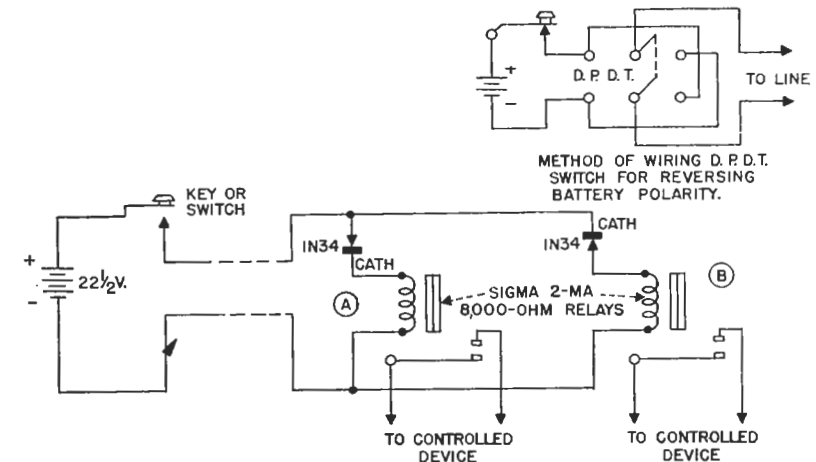 +
D. P. D. T.
-
TO LINE
METHOD OF WIRING D.P.D.T.
SWITCH FOR REVERSING
BATTERY POLARITY.
KEY OR
SWITCH
+
22½V.
-
IN34
CATH
A
SIGMA 2-MA
8,000-OHM RELAYS
CATH
IN34
B
TO CONTROLLED
DEVICE
TO CONTROLLED
DEVICE